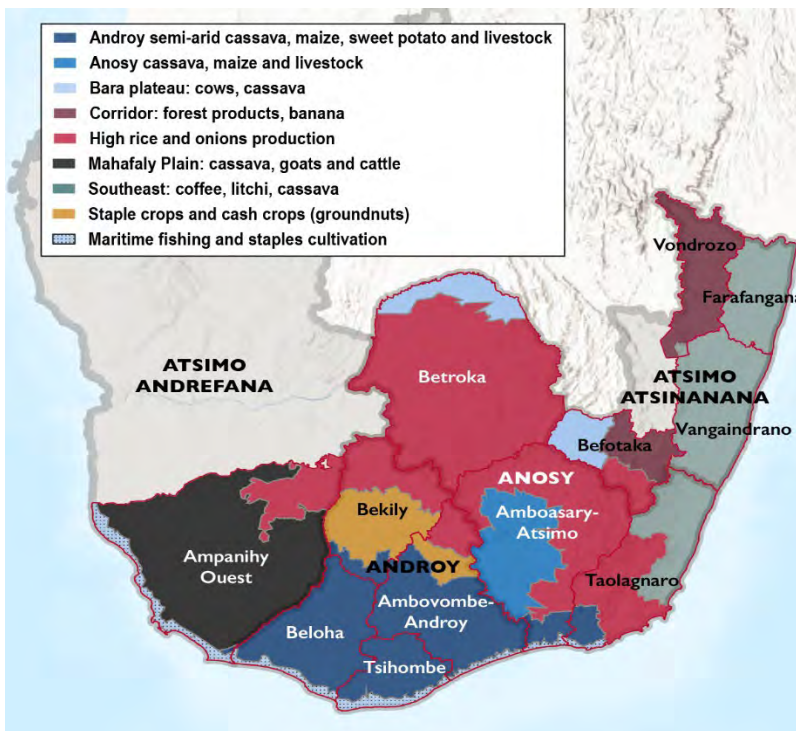 Androy semi-arid cassava, maize, sweet potato and livestock
Anosy cassava, maize and livestock
Bara plateau: cows, cassava
Corridor: forest products, banana
High rice and onions production
Mahafaly Plain: cassava, goats and cattle
Southeast: coffee, litchi, cassava
Staple crops and cash crops (groundnuts)
Maritime fishing and staples cultivation
Vondrozo
Farafangana
ATSIMO
ANDREFANA
Betroka
ATSIMO
ATSINANANA
Vangaindrano
Befotaka
ANOSY
Bekily
Amboasary-
Atsimo
Ampanihy
Ouest
ANDROY
Taolagnaro
Ambovombe-
Androy
Beloha
Tsihombe